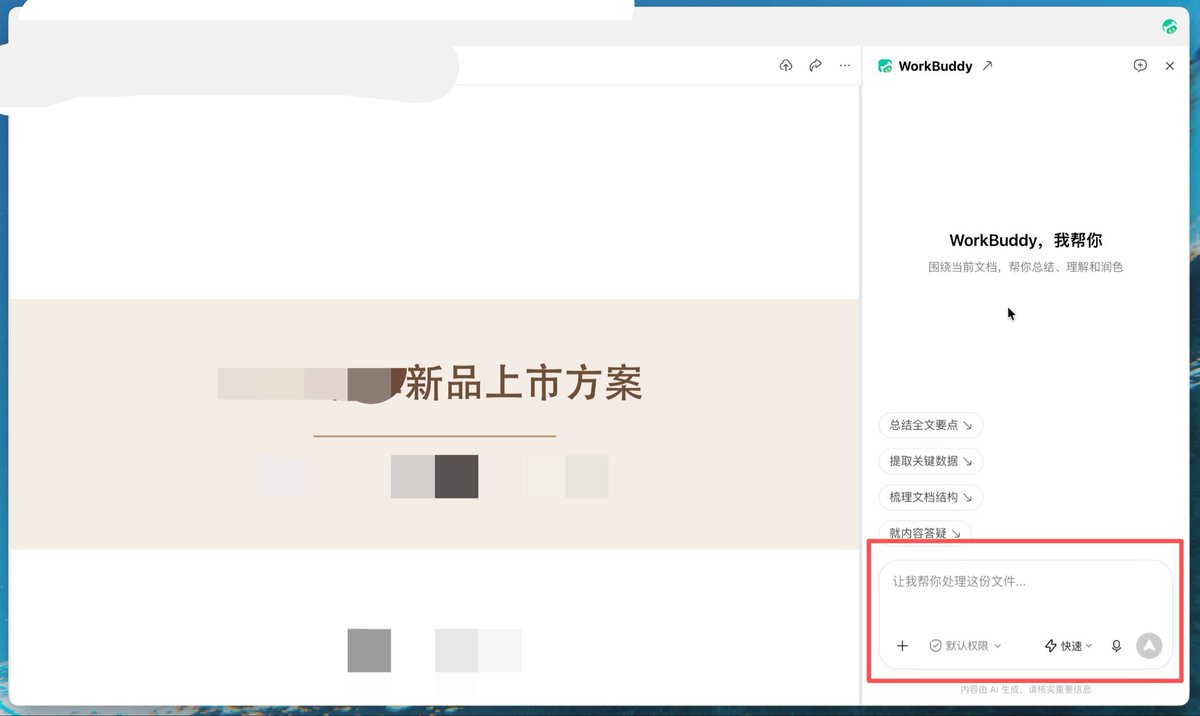 WorkBuddy
新品上市方案
WorkBuddy，我帮你
围绕当前文档，帮你总结、理解和润色
总结全文要点
提取关键数据
梳理文档结构
就内容答疑
让我帮你处理这份文件...
默认权限
快速
内容由 AI 生成，请核实重要信息